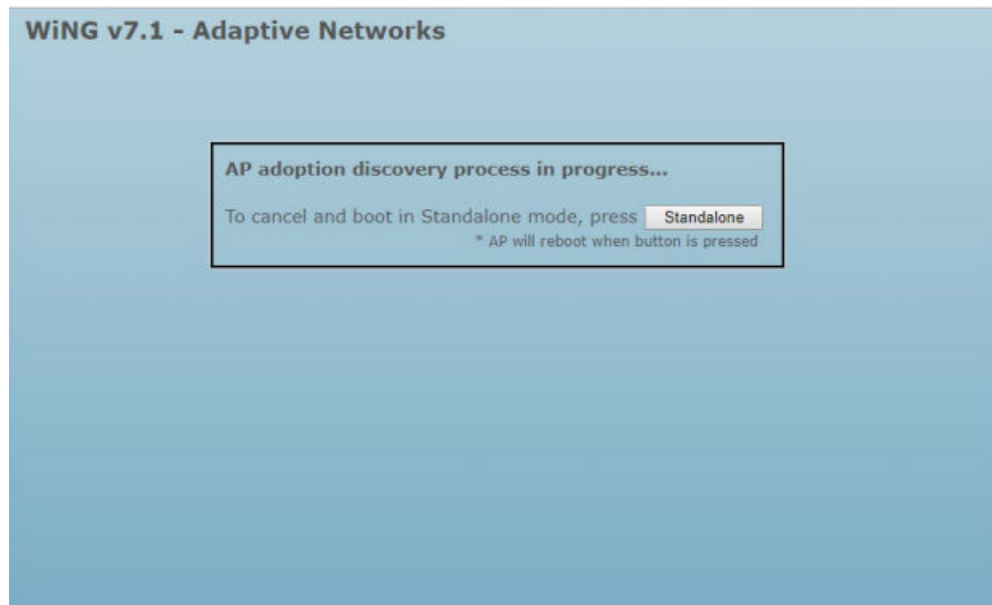 WiNG v7.1 - Adaptive Networks
AP adoption discovery process in progress...
To cancel and boot in Standalone mode, press Standalone
* AP will reboot when button is pressed